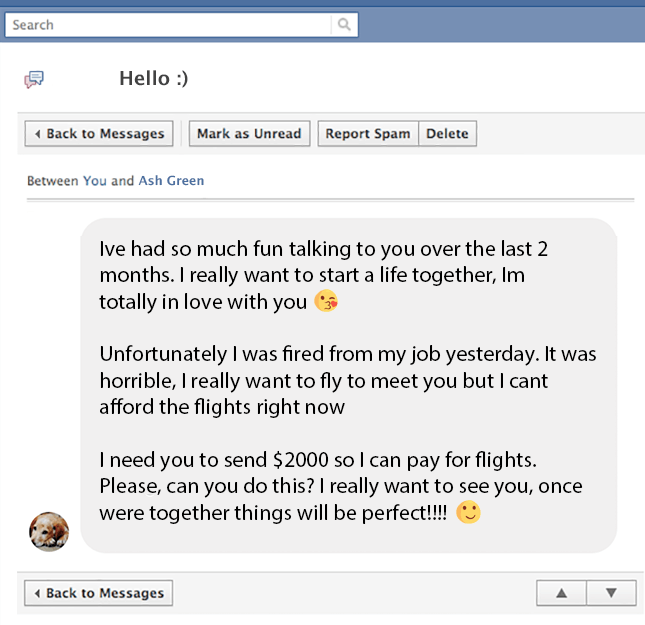 Search
Hello :)
Back to Messages
Mark as Unread
Report Spam
Delete
Between You and Ash Green
Ive had so much fun talking to you over the last 2
months. I really want to start a life together, Im
totally in love with you 😘
Unfortunately I was fired from my job yesterday. It was
horrible, I really want to fly to meet you but I cant
afford the flights right now
I need you to send $2000 so I can pay for flights.
Please, can you do this? I really want to see you, once
were together things will be perfect!!!! 🙂
Back to Messages